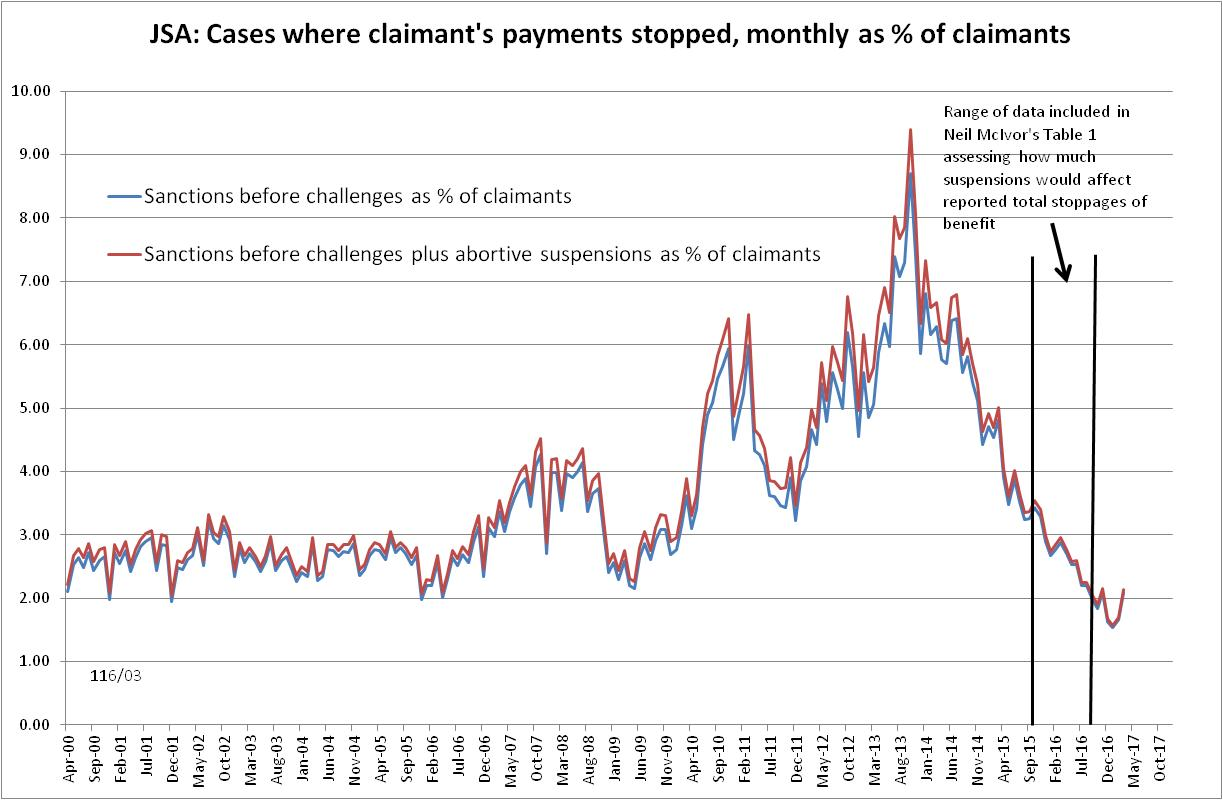 JSA: Cases where claimant's payments stopped, monthly as % of claimants
10.00
9.00
8.00
7.00
6.00
5.00
4.00
3.00
2.00
1.00
0.00
Range of data included in
Neil McIvor's Table 1
assessing how much
suspensions would affect
reported total stoppages of
benefit
Sanctions before challenges as % of claimants
Sanctions before challenges plus abortive suspensions as % of claimants
116/03
Apr-00
Sep-00
Feb-01
Jul-01
Dec-01
May-02
Oct-02
Mar-03
Aug-03
Jan-04
Jun-04
Nov-04
Apr-05
Sep-05
Feb-06
Jul-06
Dec-06
May-07
Oct-07
Mar-08
Aug-08
Jan-09
Jun-09
Nov-09
Apr-10
Sep-10
Feb-11
Jul-11
Dec-11
May-12
Oct-12
Mar-13
Aug-13
Jan-14
Jun-14
Nov-14
Apr-15
Sep-15
Feb-16
Jul-16
Dec-16
May-17
Oct-17